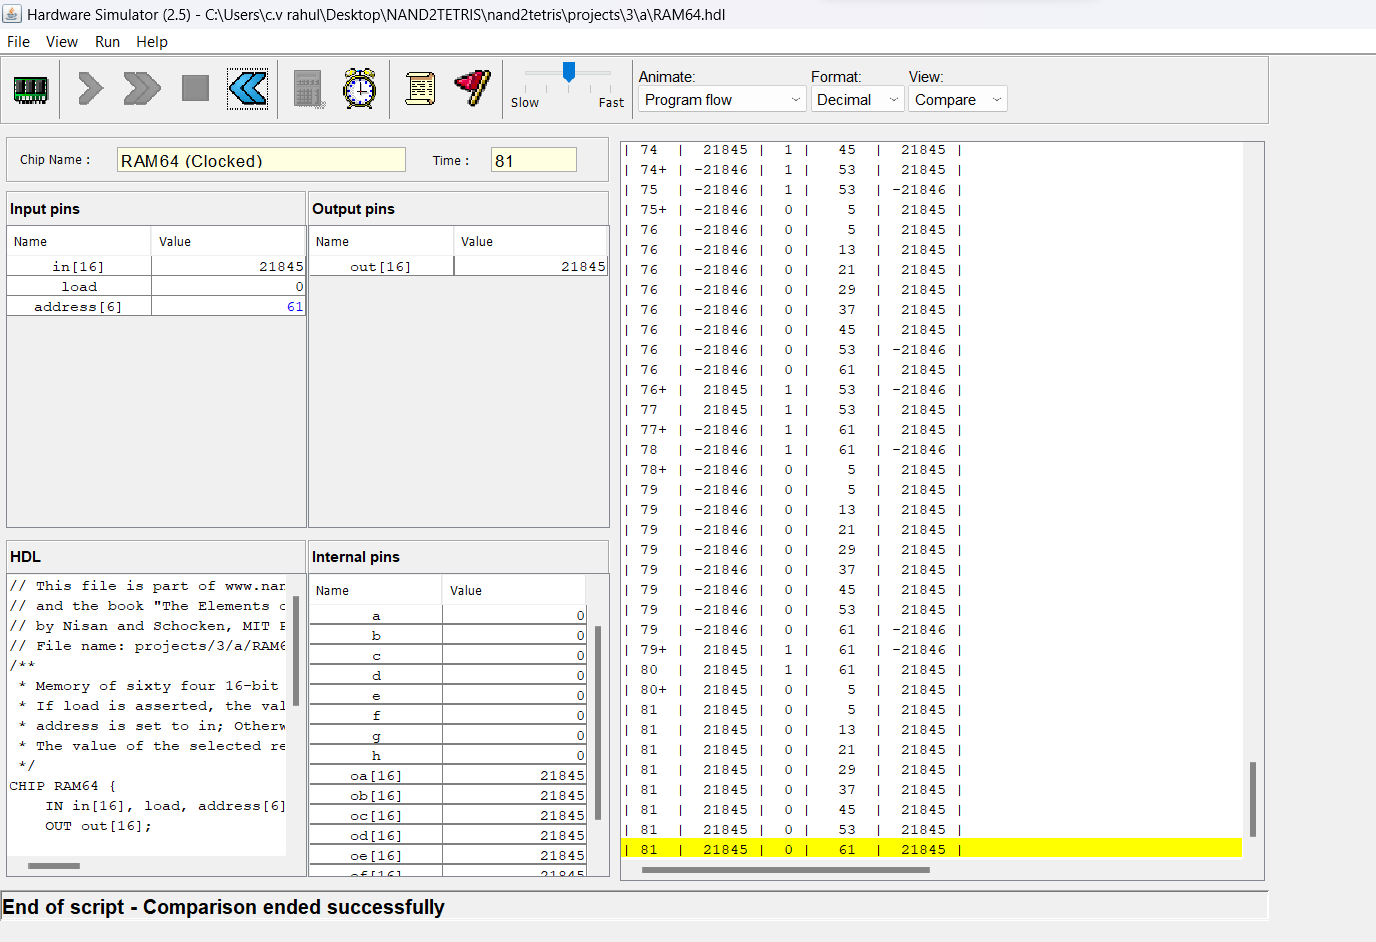 Hardware Simulator (2.5) - C:\Users\c.v rahul\Desktop\NAND2TETRIS\nand2tetris\projects\3\a\RAM64.hdl
File View Run Help
Slow Fast
Animate: Format: View:
Program flow Decimal Compare
Chip Name : RAM64 (Clocked) Time : 81
Input pins
Name Value
in[16] 21845
load 0
address[6] 61
Output pins
Name Value
out[16] 21845
HDL
// This file is part of www.nan
// and the book "The Elements o
// by Nisan and Schocken, MIT P
// File name: projects/3/a/RAM6
/**
* Memory of sixty four 16-bit
* If load is asserted, the val
* address is set to in; Otherw
* The value of the selected re
*/
CHIP RAM64 {
IN in[16], load, address[6]
OUT out[16];
Internal pins
Name Value
a 0
b 0
c 0
d 0
e 0
f 0
g 0
h 0
oa[16] 21845
ob[16] 21845
oc[16] 21845
od[16] 21845
oe[16] 21845
of[16] 21845
| 74 | 21845 | 1 | 45 | 21845 |
| 74+ | -21846 | 1 | 53 | 21845 |
| 75 | -21846 | 1 | 53 | -21846 |
| 75+ | -21846 | 0 | 5 | 21845 |
| 76 | -21846 | 0 | 5 | 21845 |
| 76 | -21846 | 0 | 13 | 21845 |
| 76 | -21846 | 0 | 21 | 21845 |
| 76 | -21846 | 0 | 29 | 21845 |
| 76 | -21846 | 0 | 37 | 21845 |
| 76 | -21846 | 0 | 45 | 21845 |
| 76 | -21846 | 0 | 53 | -21846 |
| 76 | -21846 | 0 | 61 | 21845 |
| 76+ | 21845 | 1 | 53 | -21846 |
| 77 | 21845 | 1 | 53 | 21845 |
| 77+ | -21846 | 1 | 61 | 21845 |
| 78 | -21846 | 1 | 61 | -21846 |
| 78+ | -21846 | 0 | 5 | 21845 |
| 79 | -21846 | 0 | 5 | 21845 |
| 79 | -21846 | 0 | 13 | 21845 |
| 79 | -21846 | 0 | 21 | 21845 |
| 79 | -21846 | 0 | 29 | 21845 |
| 79 | -21846 | 0 | 37 | 21845 |
| 79 | -21846 | 0 | 45 | 21845 |
| 79 | -21846 | 0 | 53 | 21845 |
| 79 | -21846 | 0 | 61 | -21846 |
| 79+ | 21845 | 1 | 61 | -21846 |
| 80 | 21845 | 1 | 61 | 21845 |
| 80+ | 21845 | 0 | 5 | 21845 |
| 81 | 21845 | 0 | 5 | 21845 |
| 81 | 21845 | 0 | 13 | 21845 |
| 81 | 21845 | 0 | 21 | 21845 |
| 81 | 21845 | 0 | 29 | 21845 |
| 81 | 21845 | 0 | 37 | 21845 |
| 81 | 21845 | 0 | 45 | 21845 |
| 81 | 21845 | 0 | 53 | 21845 |
| 81 | 21845 | 0 | 61 | 21845 |
End of script - Comparison ended successfully